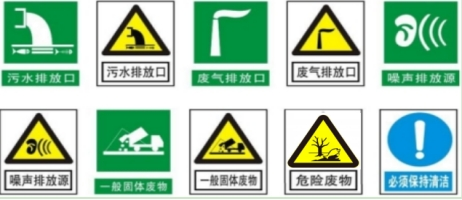 污水排放口
污水排放口
废气排放口
废气排放口
噪声排放源
噪声排放源
一般固体废物
一般固体废物
危险废物
必须保持清洁